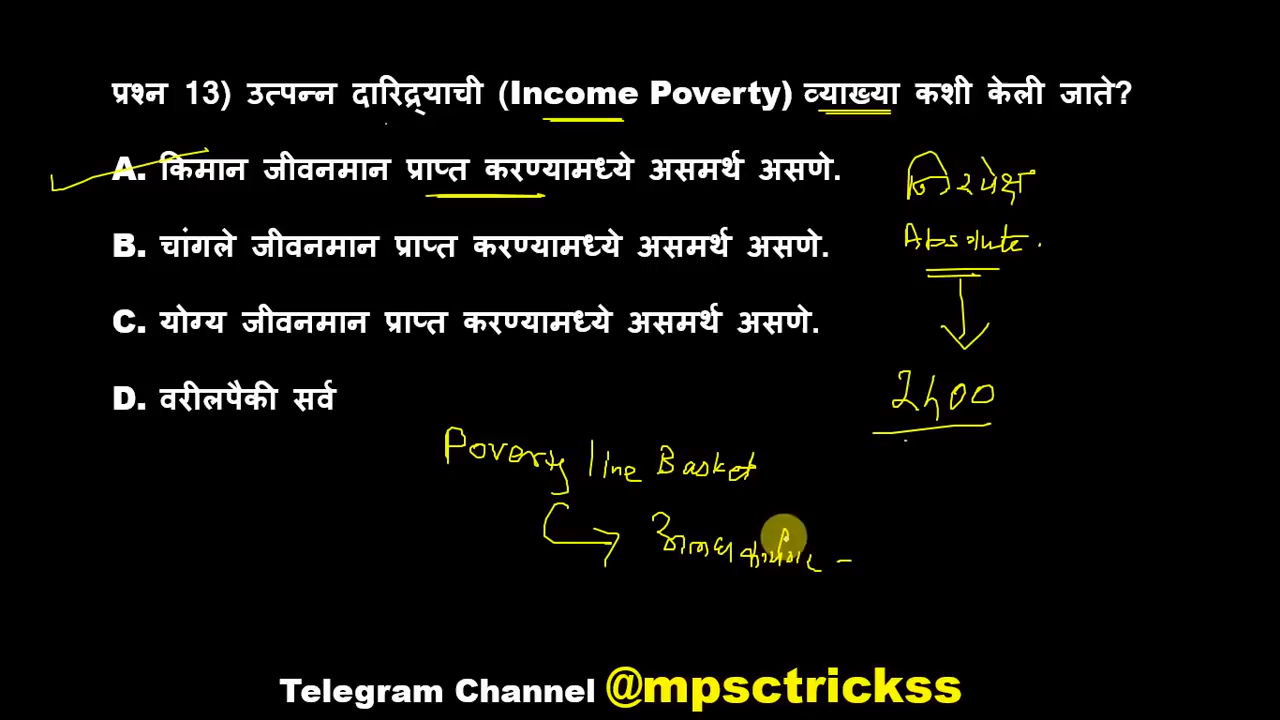 प्रश्न 13) उत्पन्न दारिद्र्याची (Income Poverty) व्याख्या कशी केली जाते?
A. किमान जीवनमान प्राप्त करण्यामध्ये असमर्थ असणे.
निरपेक्ष
Absolute.
B. चांगले जीवनमान प्राप्त करण्यामध्ये असमर्थ असणे.
C. योग्य जीवनमान प्राप्त करण्यामध्ये असमर्थ असणे.
D. वरीलपैकी सर्व
2400
Poverty line Basket
Telegram Channel @mpsctrickss